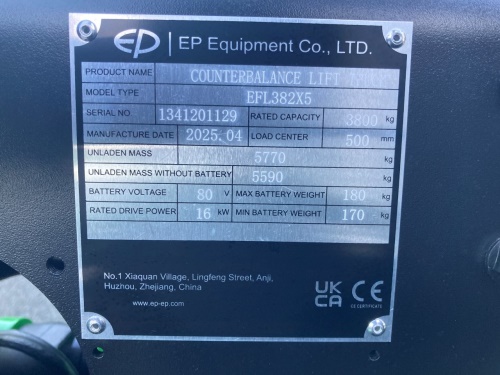 EP | EP Equipment Co., LTD.
PRODUCT NAME COUNTERBALANCE LIFT
MODEL TYPE EFL382X5
SERIAL NO. 1341201129 RATED CAPACITY 3800 kg
MANUFACTURE DATE 2025.04 LOAD CENTER 500 mm
UNLADEN MASS 5770 kg
UNLADEN MASS WITHOUT BATTERY 5590 kg
BATTERY VOLTAGE 80 V MAX BATTERY WEIGHT 180 kg
RATED DRIVE POWER 16 kW MIN BATTERY WEIGHT 170 kg
No.1 Xiaquan Village, Lingfeng Street, Anji,
Huzhou, Zhejiang, China
www.ep-ep.com
UK
CA CE
CE CERTIFICATE